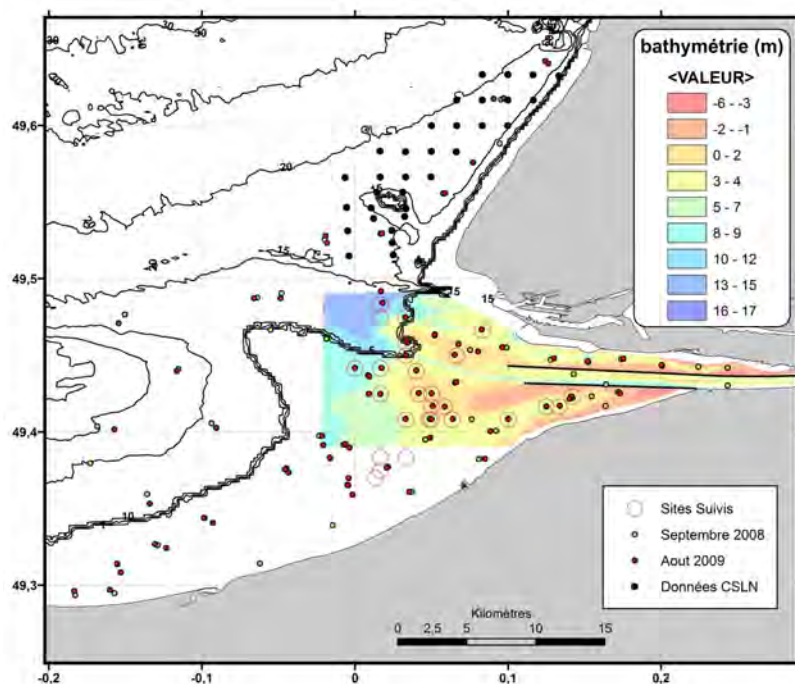 bathymétrie (m)
<VALEUR>
-6 - -3
-2 - -1
0 - 2
3 - 4
5 - 7
8 - 9
10 - 12
13 - 15
16 - 17
30
30
20
15
15
15
15
5
10
49,6
49,5
49,4
49,3
Sites Suivis
Septembre 2008
Aout 2009
Données CSLN
Kilomètres
0 2,5 5 10 15
-0,2 -0,1 0 0,1 0,2